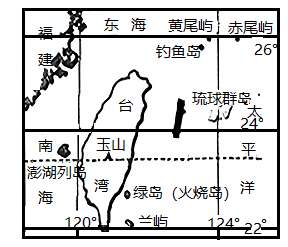 东海 黄尾屿 赤尾屿
福建
钓鱼岛
26°
台湾
琉球群岛
太平洋
24°
南海
玉山
澎湖列岛
绿岛（火烧岛）
兰屿
120° 124° 22°